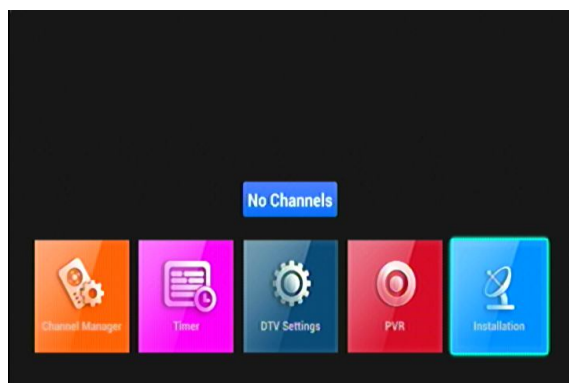 No Channels
Channel Manager
Timer
DTV Settings
PVR
Installation